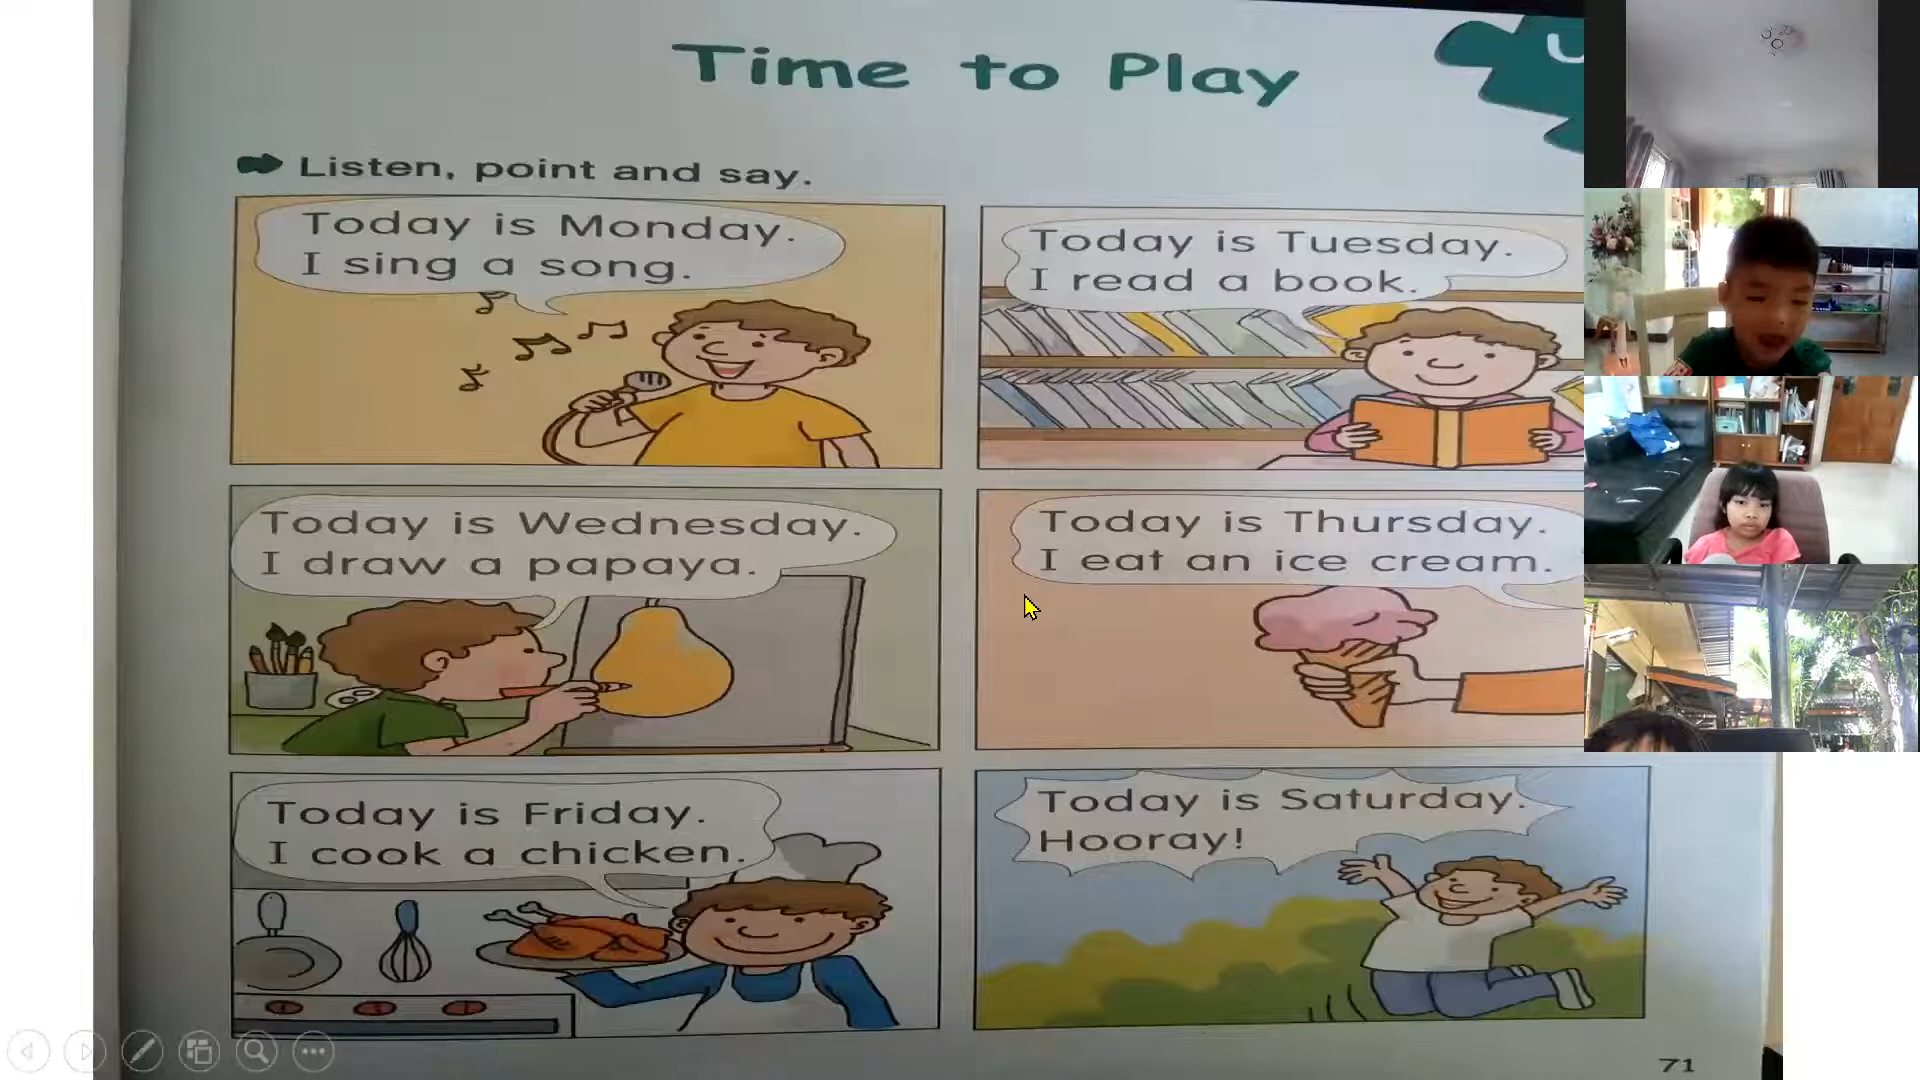 Time to Play
Listen, point and say.
Today is Monday.
I sing a song.
Today is Tuesday.
I read a book.
Today is Wednesday.
I draw a papaya.
Today is Thursday.
I eat an ice cream.
Today is Friday.
I cook a chicken.
Today is Saturday.
Hooray!
71